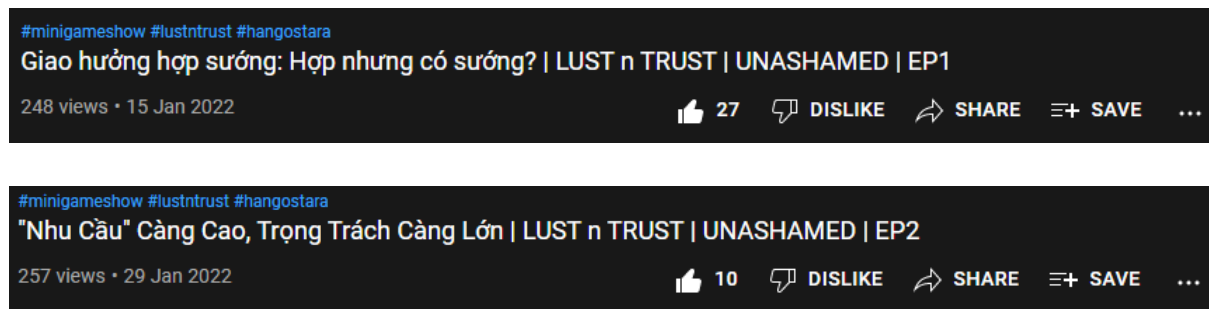 #minigameshow #lustntrust #hangostara
Giao hưởng hợp sướng: Hợp nhưng có sướng? | LUST n TRUST | UNASHAMED | EP1
248 views • 15 Jan 2022 27 DISLIKE SHARE SAVE ...
#minigameshow #lustntrust #hangostara
"Nhu Cầu" Càng Cao, Trọng Trách Càng Lớn | LUST n TRUST | UNASHAMED | EP2
257 views • 29 Jan 2022 10 DISLIKE SHARE SAVE ...